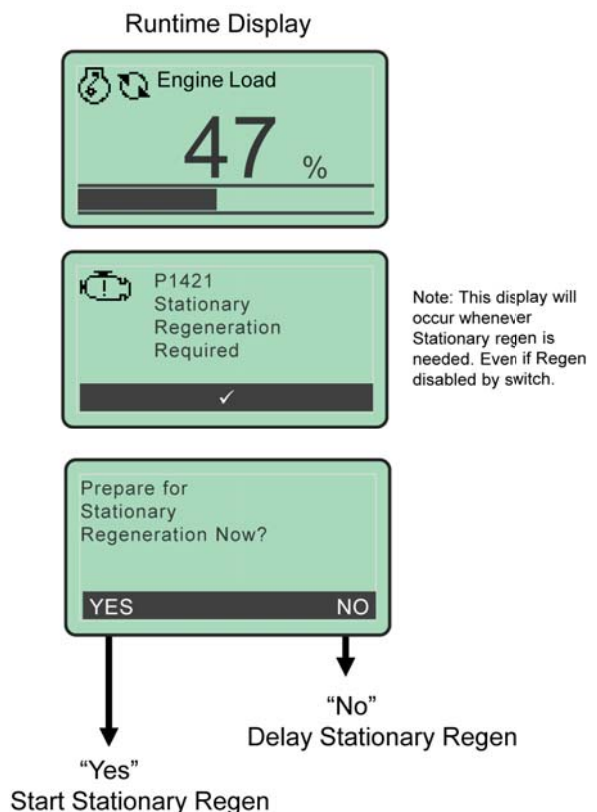 Runtime Display
Engine Load
47 %
P1421
Stationary
Regeneration
Required
✓
Note: This display will
occur whenever
Stationary regen is
needed. Even if Regen
disabled by switch.
Prepare for
Stationary
Regeneration Now?
YES NO
“No”
Delay Stationary Regen
“Yes”
Start Stationary Regen